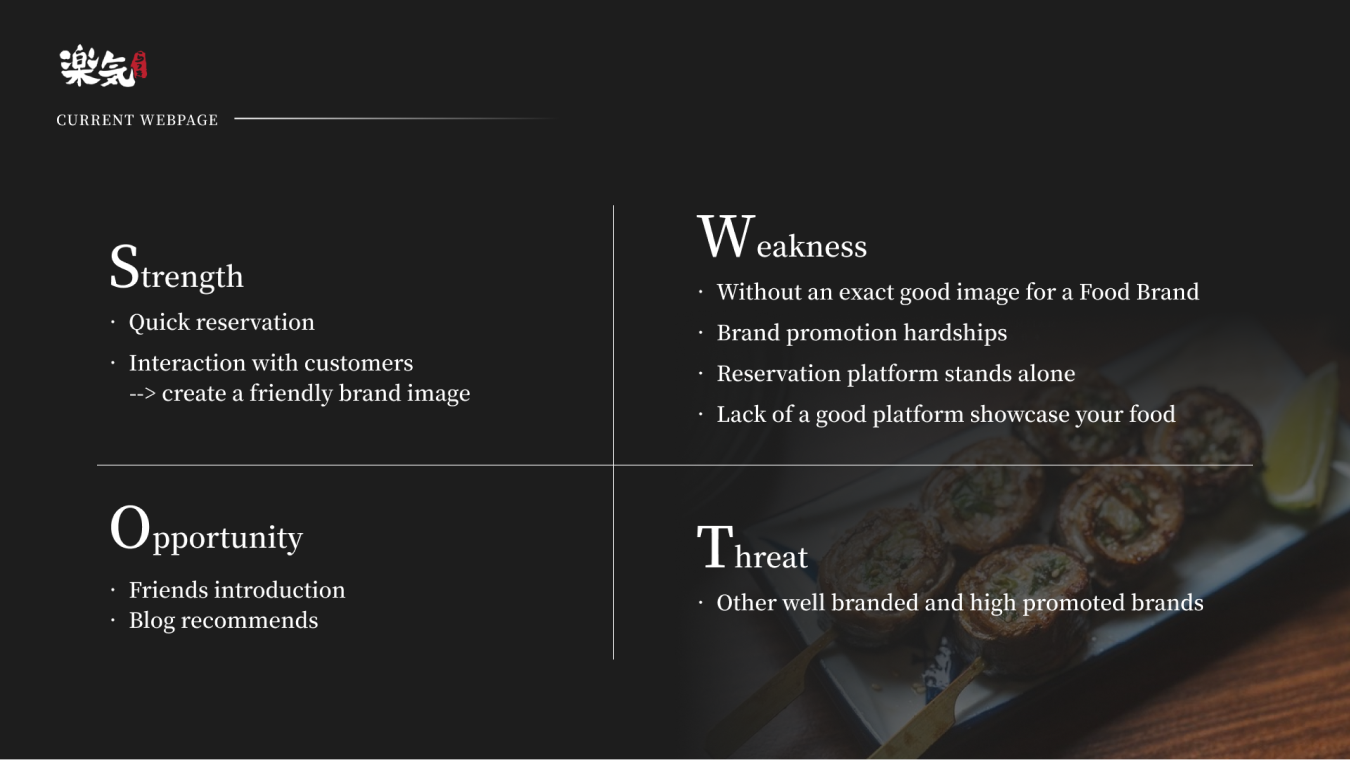 楽気
CURRENT WEBPAGE
Strength
· Quick reservation
· Interaction with customers
--> create a friendly brand image
Weakness
· Without an exact good image for a Food Brand
· Brand promotion hardships
· Reservation platform stands alone
· Lack of a good platform showcase your food
Opportunity
· Friends introduction
· Blog recommends
Threat
· Other well branded and high promoted brands